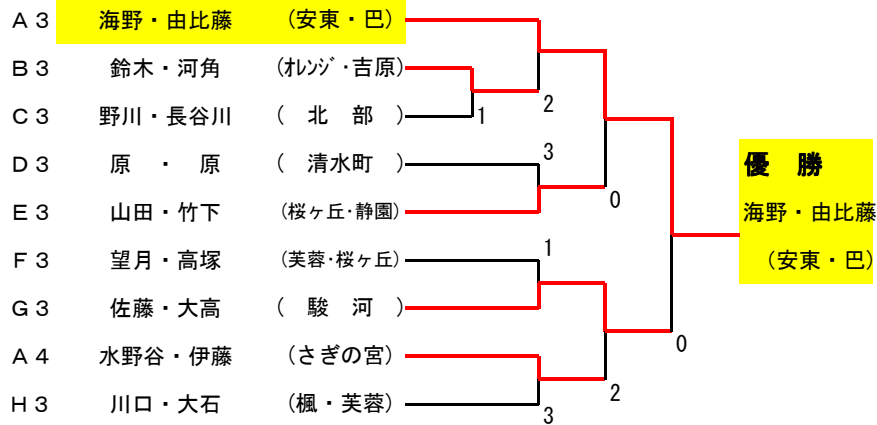 Ａ３ 海野・由比藤 (安東・巴)
Ｂ３ 鈴木・河角 (ｵﾚﾝｼﾞ・吉原)
1
2
Ｃ３ 野川・長谷川 ( 北 部 )
Ｄ３ 原 ・ 原 ( 清水町 )
3
0
Ｅ３ 山田・竹下 (桜ヶ丘・静園)
Ｆ３ 望月・高塚 (芙蓉・桜ヶ丘)
1
Ｇ３ 佐藤・大高 ( 駿 河 )
0
Ａ４ 水野谷・伊藤 (さぎの宮)
2
Ｈ３ 川口・大石 (楓・芙蓉)
3
優 勝
海野・由比藤
(安東・巴)